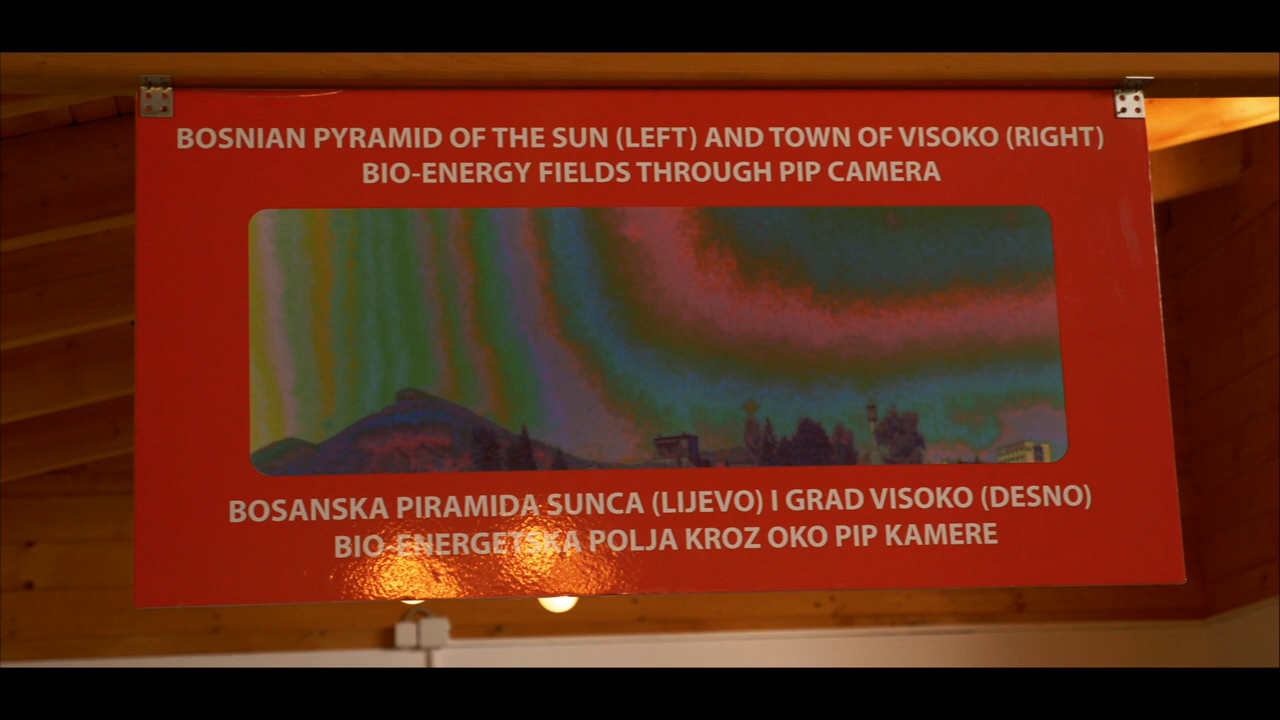 BOSNIAN PYRAMID OF THE SUN (LEFT) AND TOWN OF VISOKO (RIGHT)
BIO-ENERGY FIELDS THROUGH PIP CAMERA
BOSANSKA PIRAMIDA SUNCA (LIJEVO) I GRAD VISOKO (DESNO)
BIO-ENERGETSKA POLJA KROZ OKO PIP KAMERE